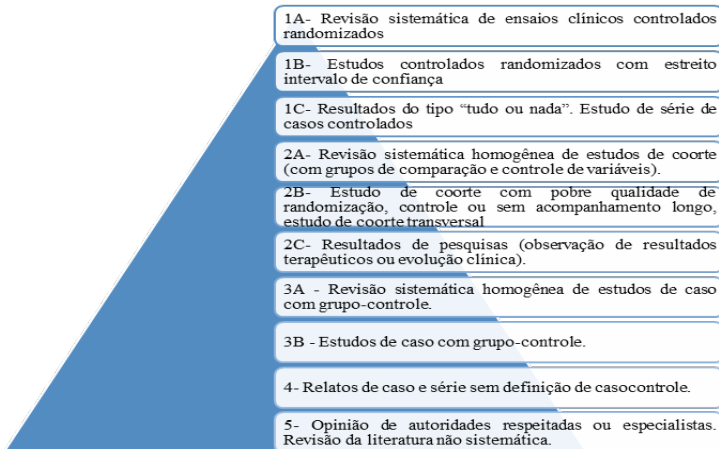 1A- Revisão sistemática de ensaios clínicos controlados
randomizados
1B- Estudos controlados randomizados com estreito
intervalo de confiança
1C- Resultados do tipo “tudo ou nada”. Estudo de série de
casos controlados
2A- Revisão sistemática homogênea de estudos de coorte
(com grupos de comparação e controle de variáveis).
2B- Estudo de coorte com pobre qualidade de
randomização, controle ou sem acompanhamento longo,
estudo de coorte transversal
2C- Resultados de pesquisas (observação de resultados
terapêuticos ou evolução clínica).
3A - Revisão sistemática homogênea de estudos de caso
com grupo-controle.
3B - Estudos de caso com grupo-controle.
4- Relatos de caso e série sem definição de casocontrole.
5- Opinião de autoridades respeitadas ou especialistas.
Revisão da literatura não sistemática.